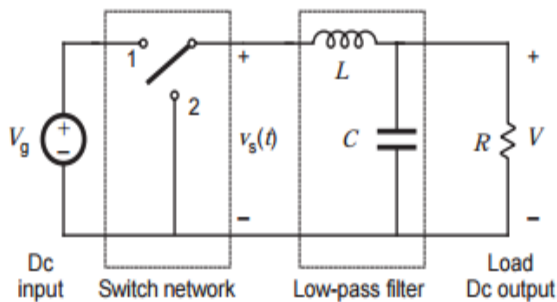 1
2
+
L
+
V_g
+
−
v_s(t)
C
R
V
−
−
Dc
input
Switch network
Low-pass filter
Load
Dc output